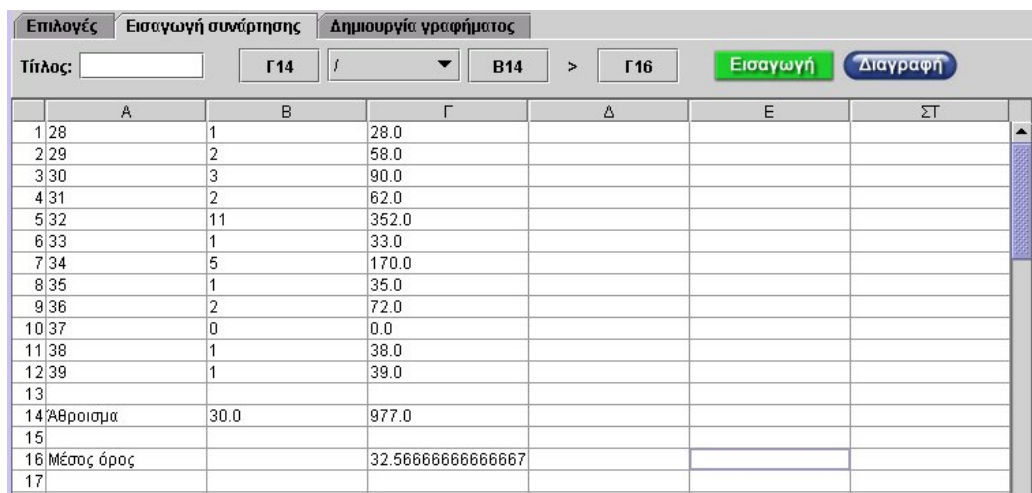 Επιλογές Εισαγωγή συνάρτησης Δημιουργία γραφήματος
Τίτλος: Γ14 / B14 > Γ16 Εισαγωγή Διαγραφή
A B Γ Δ E ΣΤ
1 28 1 28.0
2 29 2 58.0
3 30 3 90.0
4 31 2 62.0
5 32 11 352.0
6 33 1 33.0
7 34 5 170.0
8 35 1 35.0
9 36 2 72.0
10 37 0 0.0
11 38 1 38.0
12 39 1 39.0
13
14 Άθροισμα 30.0 977.0
15
16 Μέσος όρος 32.56666666666667
17